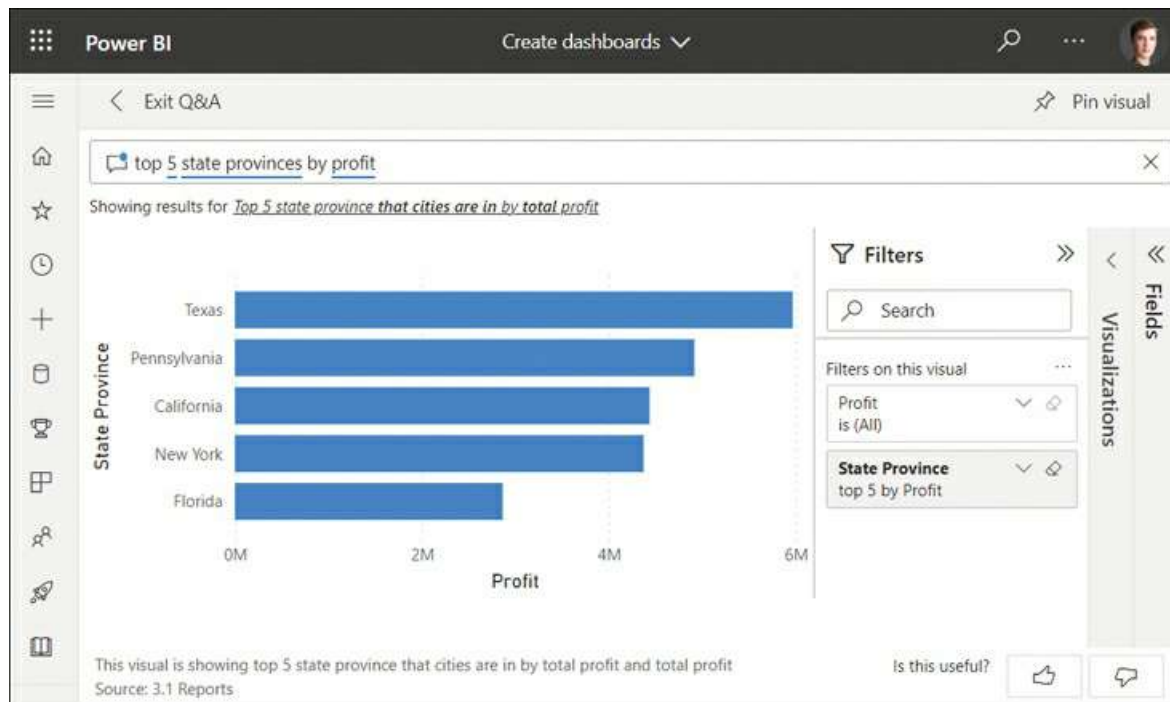 Power BI
Create dashboards
Exit Q&A
Pin visual
top 5 state provinces by profit
Showing results for Top 5 state province that cities are in by total profit
State Province
Texas
Pennsylvania
California
New York
Florida
0M 2M 4M 6M
Profit
Filters
Search
Filters on this visual
Profit
is (All)
State Province
top 5 by Profit
Visualizations
Fields
This visual is showing top 5 state province that cities are in by total profit and total profit
Source: 3.1 Reports
Is this useful?